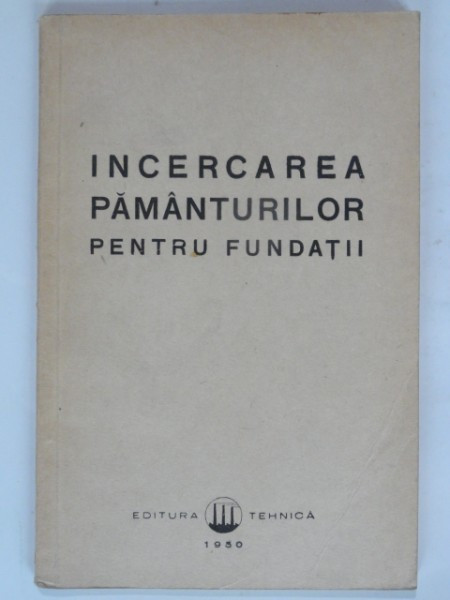 INCERCAREA
PĂMÂNTURILOR
PENTRU FUNDAȚII
EDITURA TEHNICĂ
1950